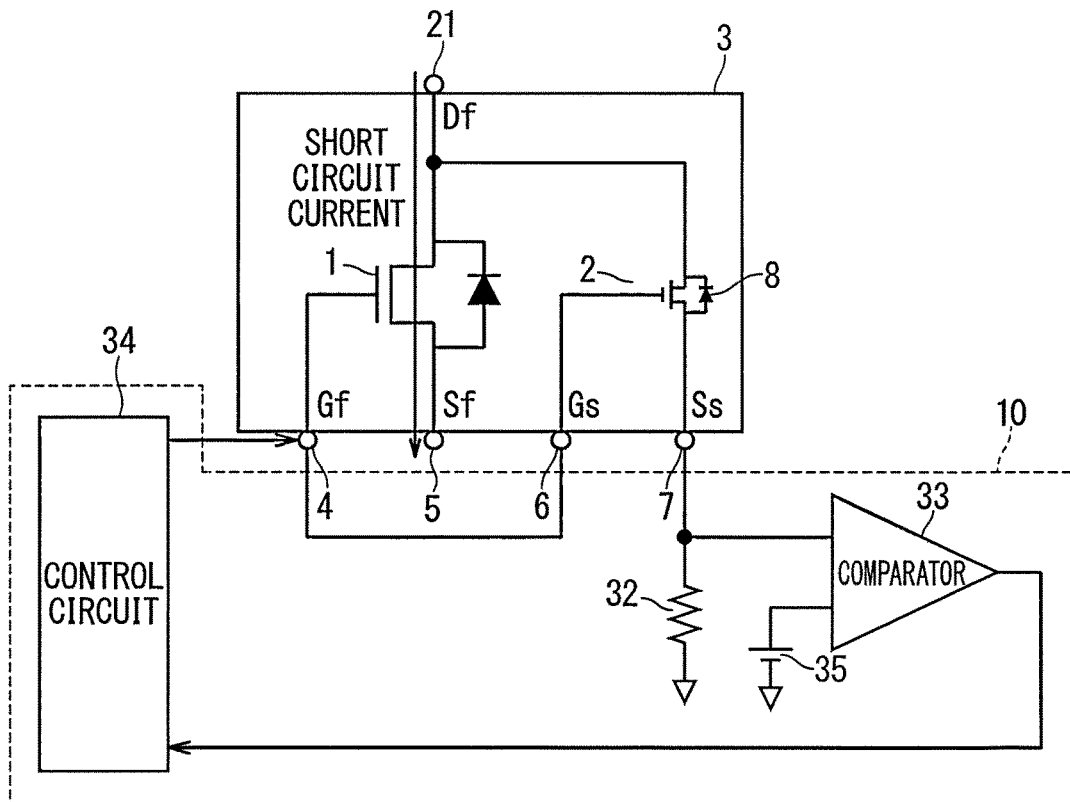 21
3
Df
SHORT
CIRCUIT
CURRENT
1
2
8
34
Gf
Sf
Gs
Ss
10
4
5
6
7
33
CONTROL
CIRCUIT
COMPARATOR
32
35